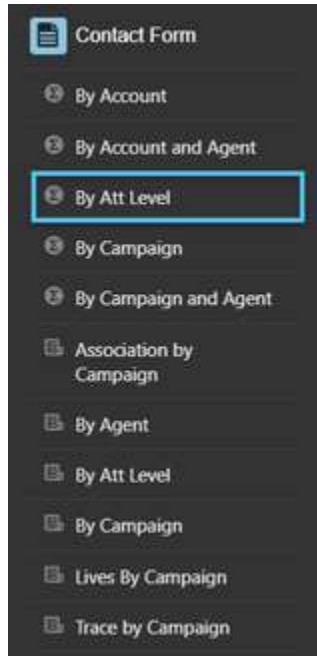 Contact Form
By Account
By Account and Agent
By Att Level
By Campaign
By Campaign and Agent
Association by
Campaign
By Agent
By Att Level
By Campaign
Lives By Campaign
Trace by Campaign